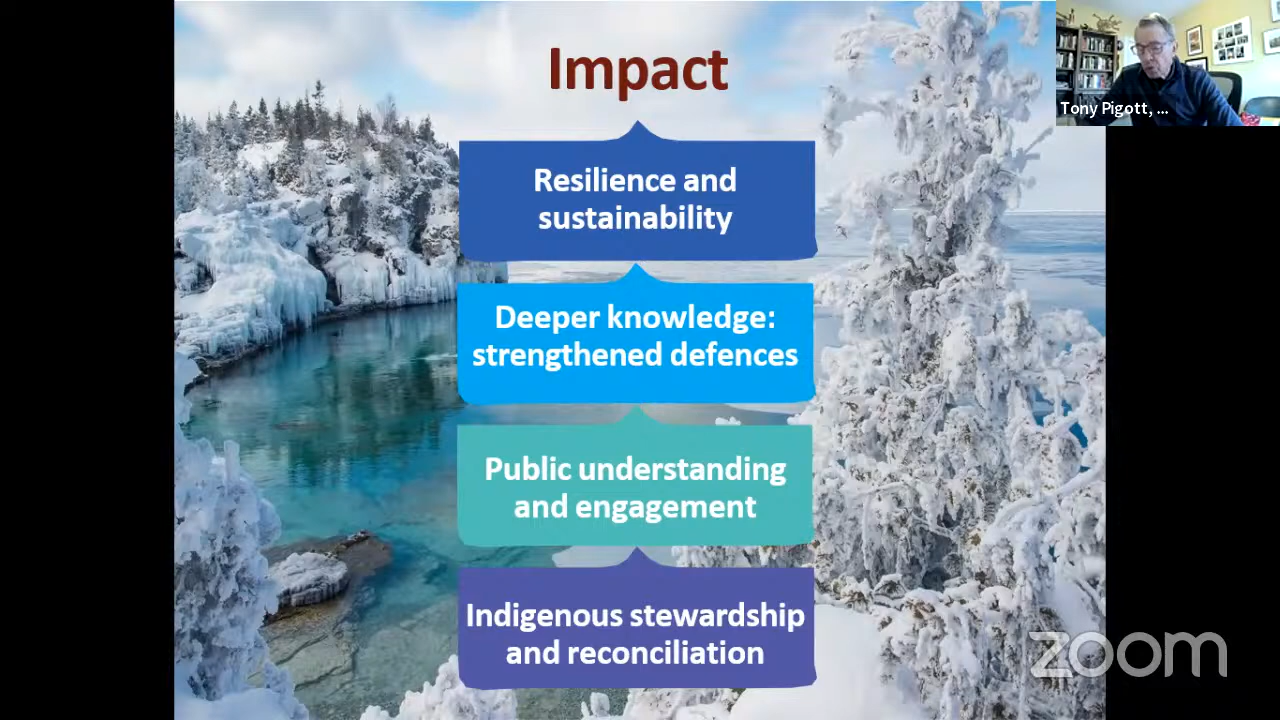 Impact
Tony Pigott, ...
Resilience and
sustainability
Deeper knowledge:
strengthened defences
Public understanding
and engagement
Indigenous stewardship
and reconciliation
zoom